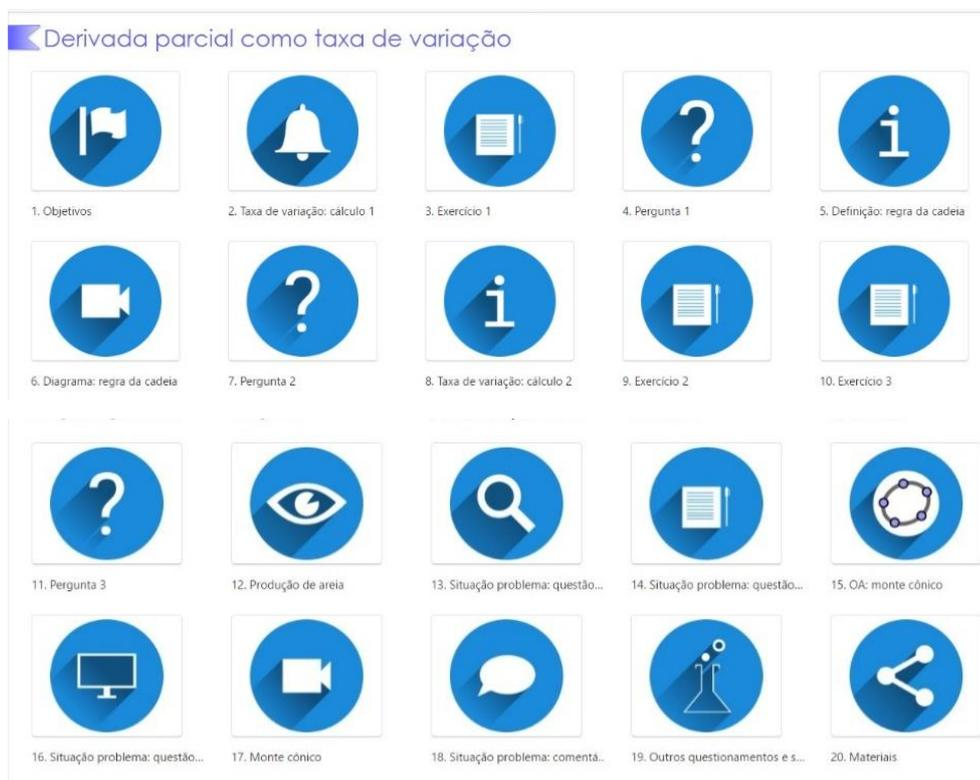 Derivada parcial como taxa de variação
1. Objetivos
2. Taxa de variação: cálculo 1
3. Exercício 1
4. Pergunta 1
5. Definição: regra da cadeia
6. Diagrama: regra da cadeia
7. Pergunta 2
8. Taxa de variação: cálculo 2
9. Exercício 2
10. Exercício 3
11. Pergunta 3
12. Produção de areia
13. Situação problema: questão...
14. Situação problema: questão...
15. OA: monte cônico
16. Situação problema: questão...
17. Monte cônico
18. Situação problema: comentá...
19. Outros questionamentos e s...
20. Materiais